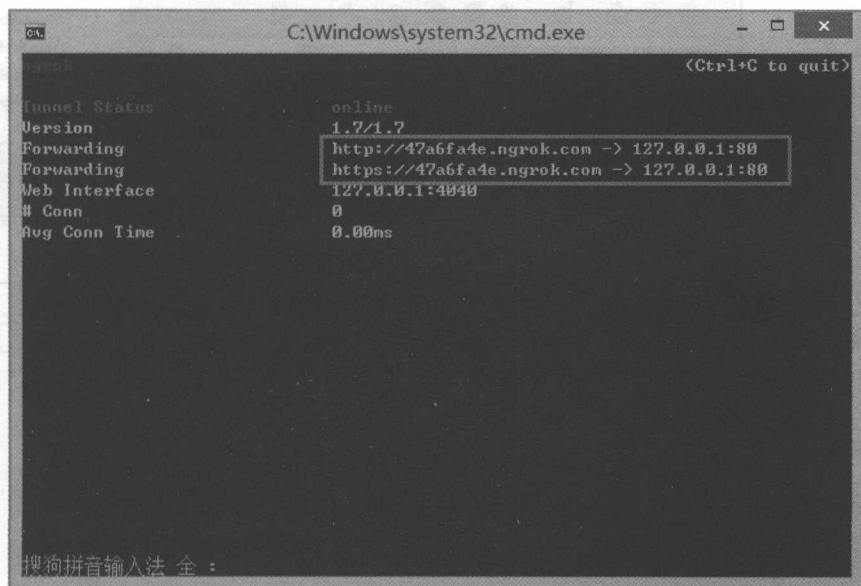 C:\Windows\system32\cmd.exe
ngrok (Ctrl+C to quit)
Tunnel Status online
Version 1.7/1.7
Forwarding http://47a6fa4e.ngrok.com -> 127.0.0.1:80
Forwarding https://47a6fa4e.ngrok.com -> 127.0.0.1:80
Web Interface 127.0.0.1:4040
# Conn 0
Avg Conn Time 0.00ms
搜狗拼音输入法 全 :